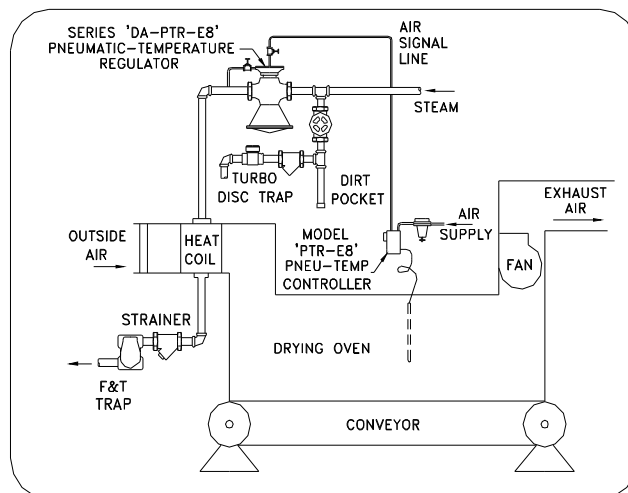 SERIES 'DA-PTR-E8'
PNEUMATIC-TEMPERATURE
REGULATOR
AIR
SIGNAL
LINE
STEAM
TURBO
DISC TRAP
DIRT
POCKET
EXHAUST
AIR
AIR
SUPPLY
MODEL
'PTR-E8'
PNEU-TEMP
CONTROLLER
FAN
OUTSIDE
AIR
HEAT
COIL
STRAINER
F&T
TRAP
DRYING OVEN
CONVEYOR